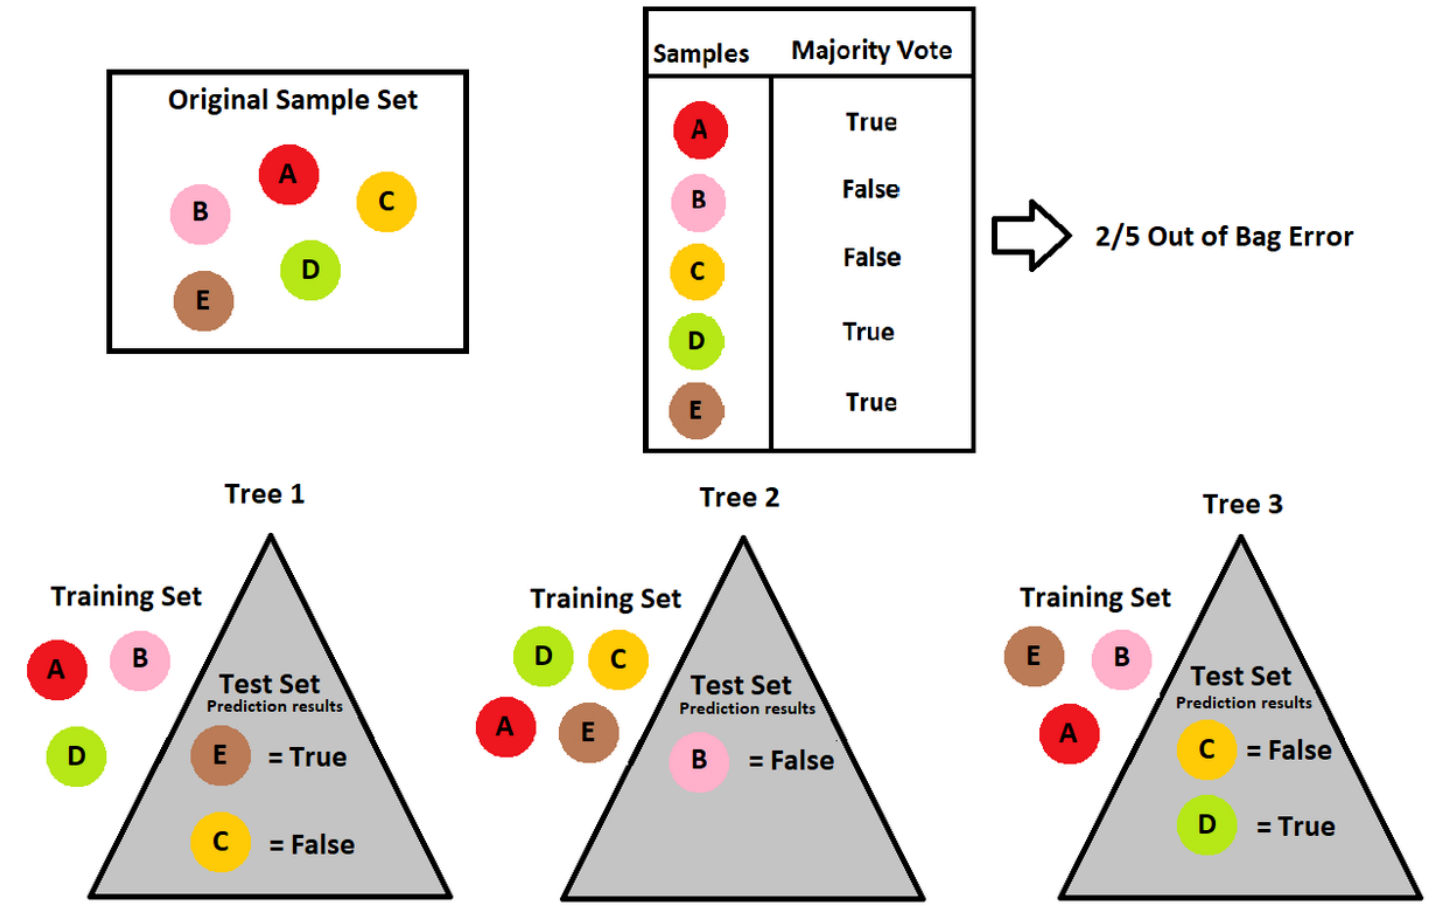 Original Sample Set
A
B
C
D
E
Samples Majority Vote
A True
B False
C False
D True
E True
2/5 Out of Bag Error
Tree 1
Training Set
A
B
D
Test Set
Prediction results
E = True
C = False
Tree 2
Training Set
D
C
A
E
Test Set
Prediction results
B = False
Tree 3
Training Set
E
B
A
Test Set
Prediction results
C = False
D = True